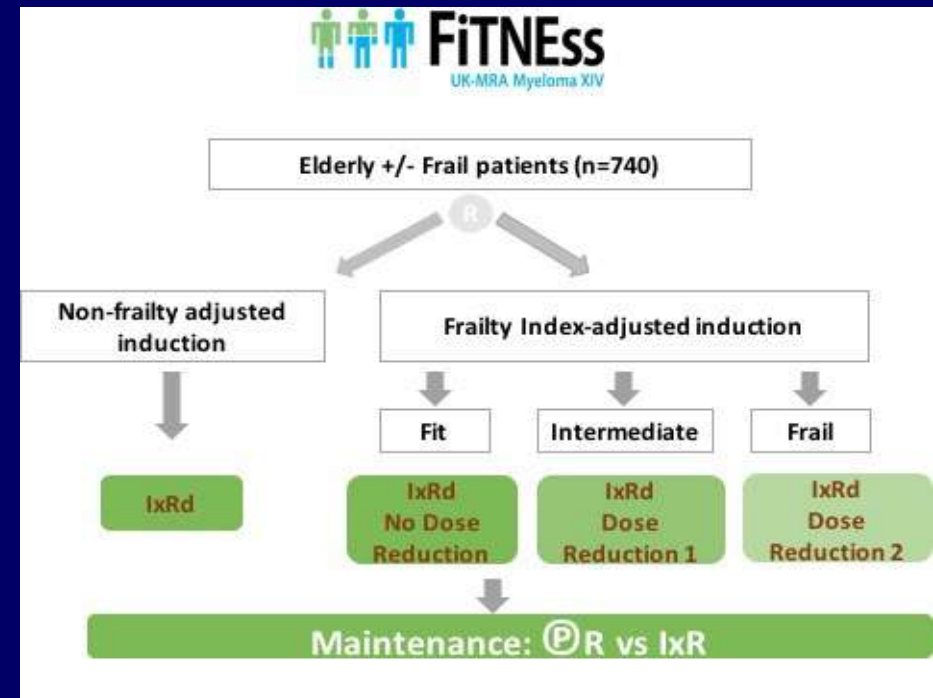 FiTNEss
UK-MRA Myeloma XIV
Elderly +/- Frail patients (n=740)
R
Non-frailty adjusted
induction
Frailty Index-adjusted induction
Fit
Intermediate
Frail
IxRd
IxRd
No Dose
Reduction
IxRd
Dose
Reduction 1
IxRd
Dose
Reduction 2
Maintenance: ⓅR vs IxR